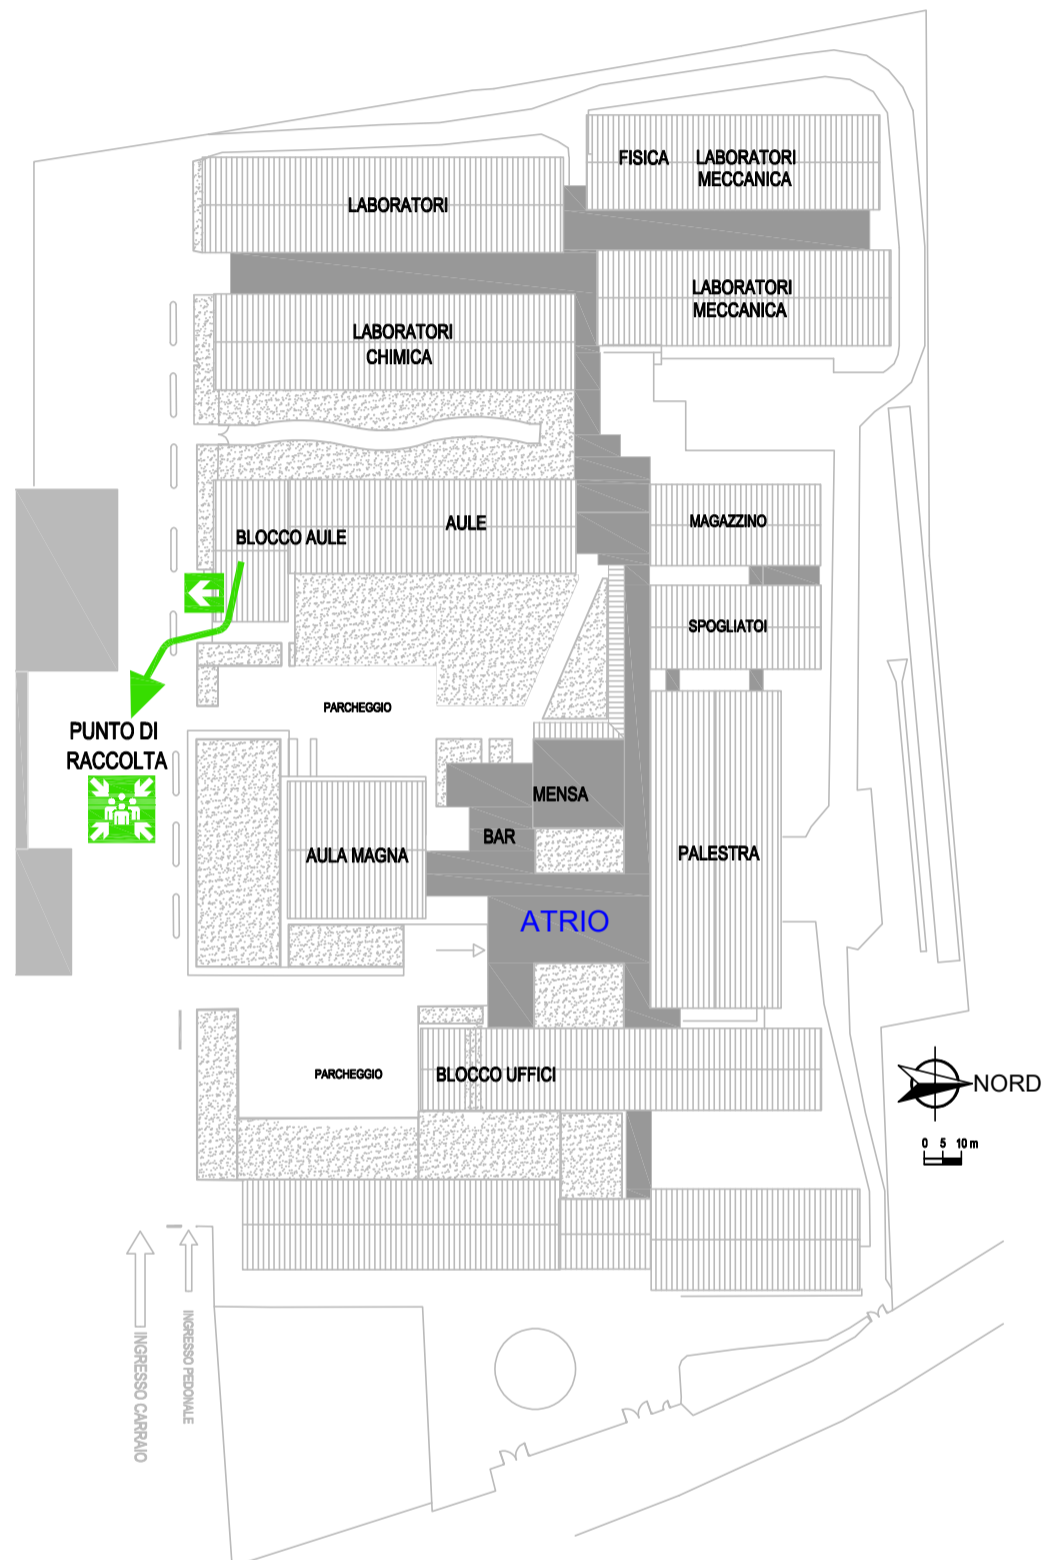 FISICA
LABORATORI
MECCANICA
LABORATORI
LABORATORI
MECCANICA
LABORATORI
CHIMICA
AULE
MAGAZZINO
BLOCCO AULE
SPOGLIATOI
PARCHEGGIO
PUNTO DI
RACCOLTA
MENSA
BAR
AULA MAGNA
PALESTRA
ATRIO
PARCHEGGIO
BLOCCO UFFICI
NORD
0 5 10 m
INGRESSO CARRAIO
INGRESSO PEDONALE